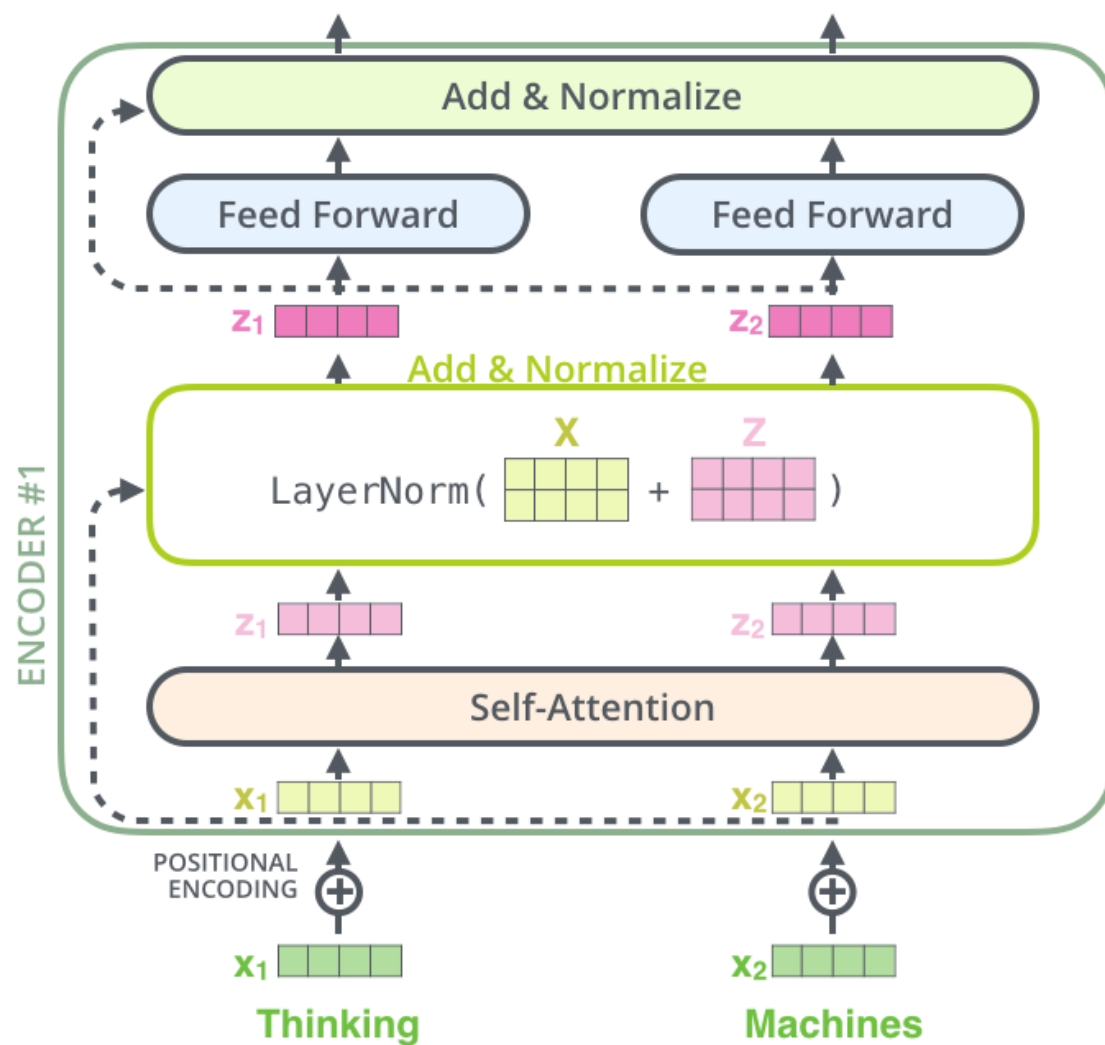 Add & Normalize
Feed Forward
Feed Forward
z1
z2
Add & Normalize
X
Z
LayerNorm(
+
)
ENCODER #1
z1
z2
Self-Attention
x1
x2
POSITIONAL
ENCODING
x1
x2
Thinking
Machines